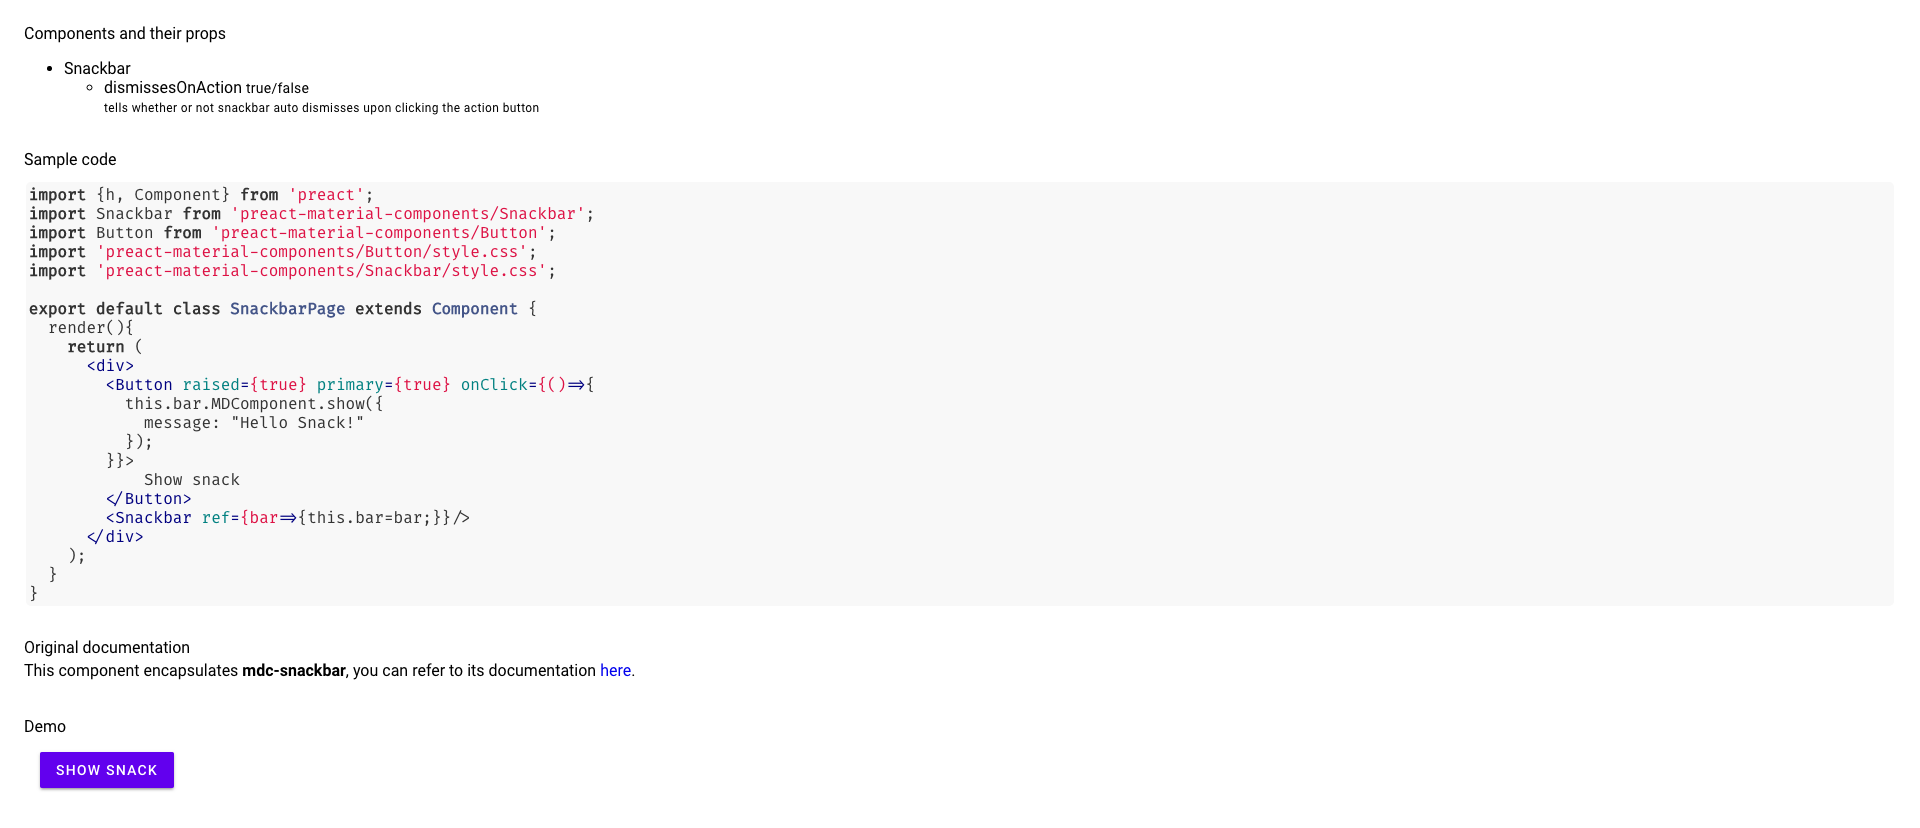 Components and their props
Snackbar
dismissesOnAction true/false
tells whether or not snackbar auto dismisses upon clicking the action button
Sample code
import {h, Component} from 'preact';
import Snackbar from 'preact-material-components/Snackbar';
import Button from 'preact-material-components/Button';
import 'preact-material-components/Button/style.css';
import 'preact-material-components/Snackbar/style.css';
export default class SnackbarPage extends Component {
  render(){
    return (
      <div>
        <Button raised={true} primary={true} onClick={()=>{
          this.bar.MDComponent.show({
            message: "Hello Snack!"
          });
        }}>
            Show snack
        </Button>
        <Snackbar ref={bar=>{this.bar=bar;}}/>
      </div>
    );
  }
}
Original documentation
This component encapsulates mdc-snackbar, you can refer to its documentation here.
Demo
SHOW SNACK